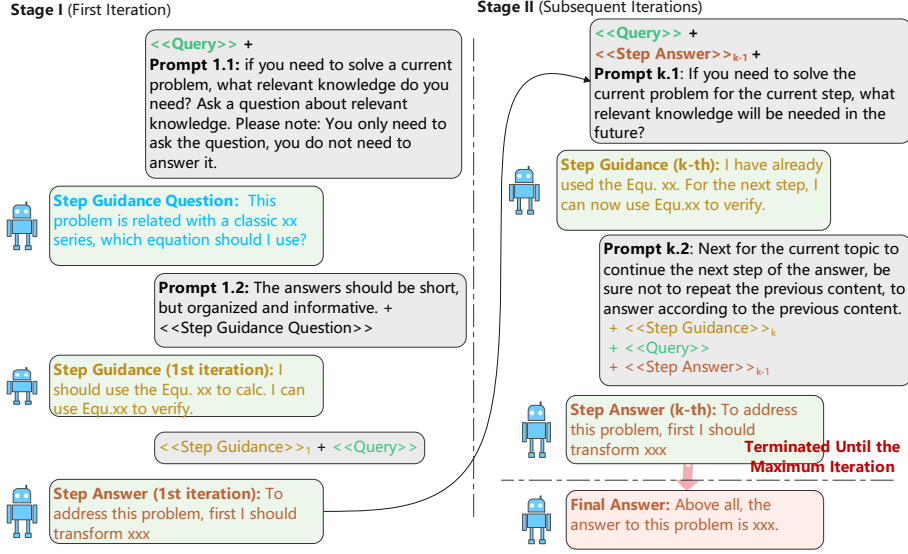 Stage I (First Iteration)
<<Query>> +
Prompt 1.1: if you need to solve a current
problem, what relevant knowledge do you
need? Ask a question about relevant
knowledge. Please note: You only need to
ask the question, you do not need to
answer it.
Step Guidance Question: This
problem is related with a classic xx
series, which equation should I use?
Prompt 1.2: The answers should be short,
but organized and informative. +
<<Step Guidance Question>>
Step Guidance (1st iteration): I
should use the Equ. xx to calc. I can
use Equ.xx to verify.
<<Step Guidance>>1 + <<Query>>
Step Answer (1st iteration): To
address this problem, first I should
transform xxx
Stage II (Subsequent Iterations)
<<Query>> +
<<Step Answer>>k-1 +
Prompt k.1: If you need to solve the
current problem for the current step, what
relevant knowledge will be needed in the
future?
Step Guidance (k-th): I have already
used the Equ. xx. For the next step, I
can now use Equ.xx to verify.
Prompt k.2: Next for the current topic to
continue the next step of the answer, be
sure not to repeat the previous content, to
answer according to the previous content.
+ <<Step Guidance>>k
+ <<Query>>
+ <<Step Answer>>k-1
Step Answer (k-th): To address
this problem, first I should
transform xxx
Terminated Until the
Maximum Iteration
Final Answer: Above all, the
answer to this problem is xxx.